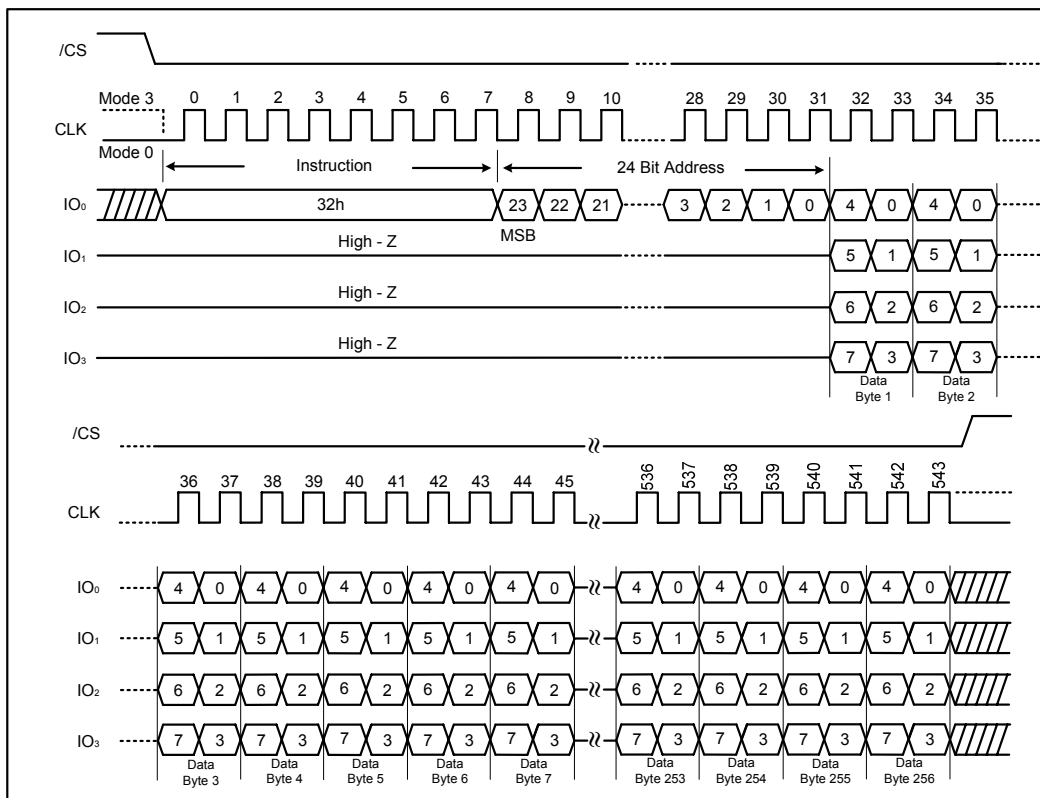 /CS
Mode 3 0 1 2 3 4 5 6 7 8 9 10 28 29 30 31 32 33 34 35
CLK
Mode 0 Instruction 24 Bit Address
IO₀ 32h 23 22 21 3 2 1 0 4 0 4 0
High - Z MSB
IO₁ 5 1 5 1
High - Z
IO₂ 6 2 6 2
High - Z
IO₃ 7 3 7 3
Data Data
Byte 1 Byte 2
/CS
36 37 38 39 40 41 42 43 44 45 536 537 538 539 540 541 542 543
CLK
IO₀ 4 0 4 0 4 0 4 0 4 0 4 0 4 0 4 0 4 0
IO₁ 5 1 5 1 5 1 5 1 5 1 5 1 5 1 5 1 5 1
IO₂ 6 2 6 2 6 2 6 2 6 2 6 2 6 2 6 2 6 2
IO₃ 7 3 7 3 7 3 7 3 7 3 7 3 7 3 7 3 7 3
Data Data Data Data Data Data Data Data Data
Byte 3 Byte 4 Byte 5 Byte 6 Byte 7 Byte 253 Byte 254 Byte 255 Byte 256